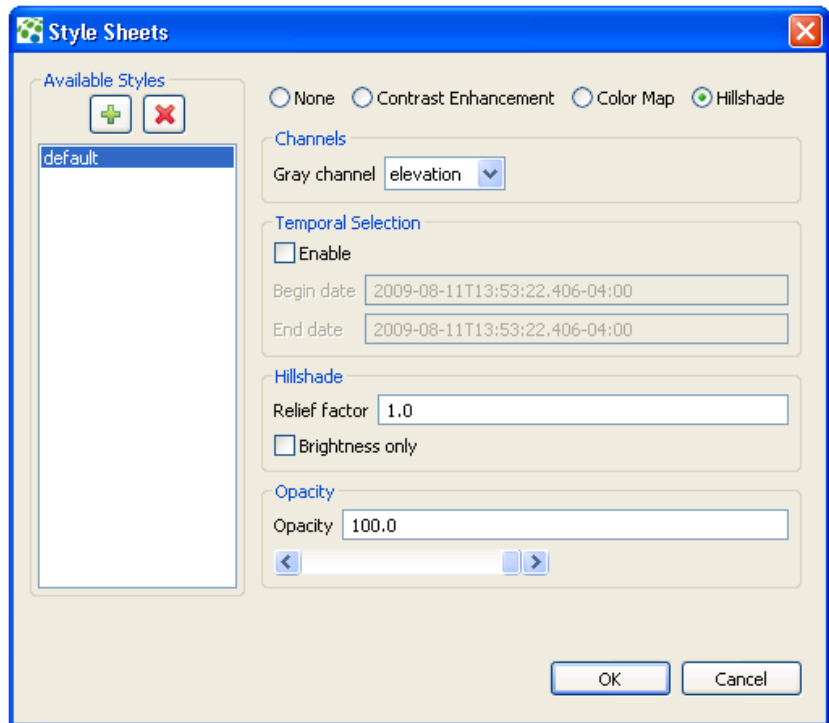 Style Sheets
Available Styles
default
None Contrast Enhancement Color Map Hillshade
Channels
Gray channel elevation
Temporal Selection
Enable
Begin date 2009-08-11T13:53:22.406-04:00
End date 2009-08-11T13:53:22.406-04:00
Hillshade
Relief factor 1.0
Brightness only
Opacity
Opacity 100.0
OK Cancel